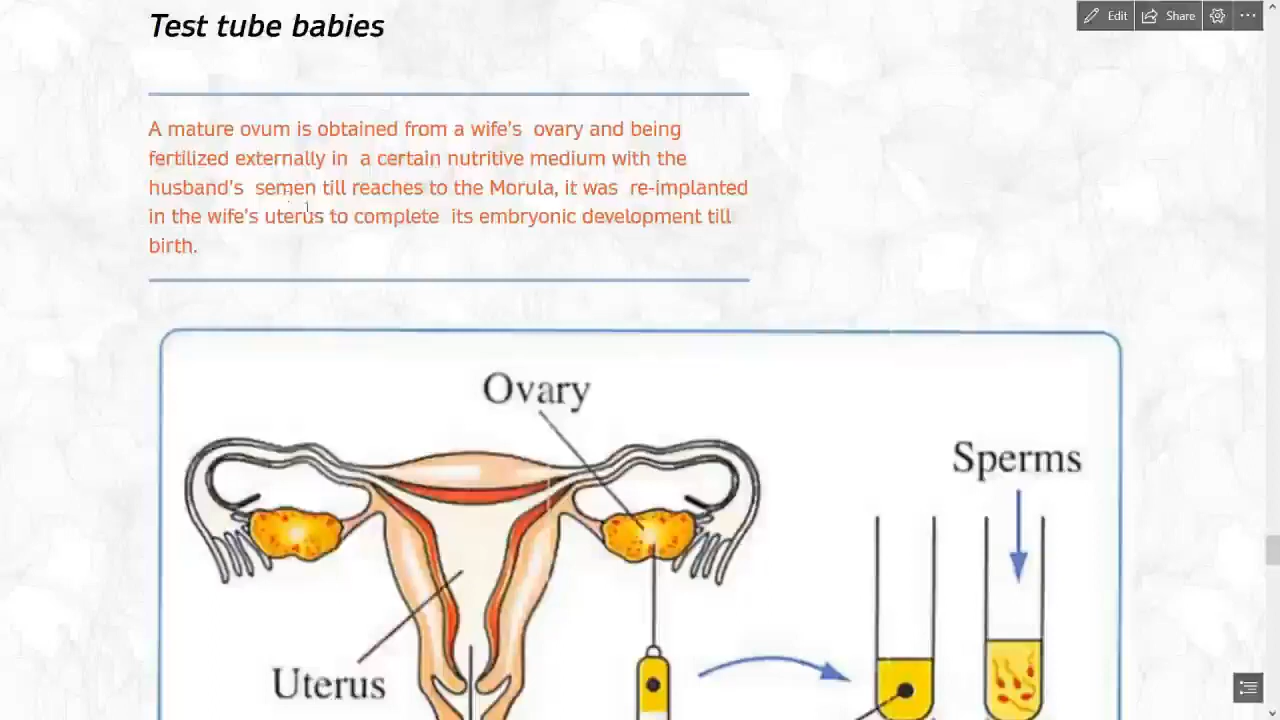 Test tube babies
Edit
Share
A mature ovum is obtained from a wife's ovary and being
fertilized externally in a certain nutritive medium with the
husband's semen till reaches to the Morula, it was re-implanted
in the wife's uterus to complete its embryonic development till
birth.
Ovary
Sperms
Uterus